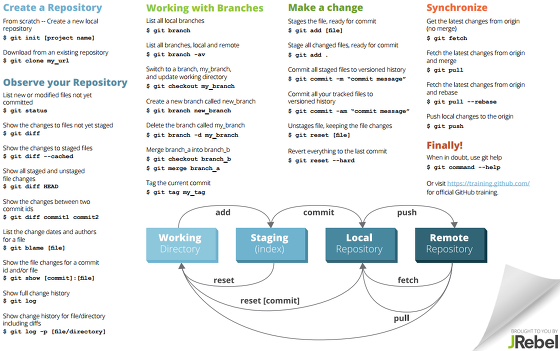 Create a Repository
From scratch -- Create a new local
repository
$ git init [project name]
Download from an existing repository
$ git clone my_url
Observe your Repository
List new or modified files not yet
committed
$ git status
Show the changes to files not yet staged
$ git diff
Show the changes to staged files
$ git diff --cached
Show all staged and unstaged
file changes
$ git diff HEAD
Show the changes between two
commit ids
$ git diff commit1 commit2
List the change dates and authors
for a file
$ git blame [file]
Show the file changes for a commit
id and/or file
$ git show [commit]:[file]
Show full change history
$ git log
Show change history for file/directory
including diffs
$ git log -p [file/directory]
Working with Branches
List all local branches
$ git branch
List all branches, local and remote
$ git branch -av
Switch to a branch, my_branch,
and update working directory
$ git checkout my_branch
Create a new branch called new_branch
$ git branch new_branch
Delete the branch called my_branch
$ git branch -d my_branch
Merge branch_a into branch_b
$ git checkout branch_b
$ git merge branch_a
Tag the current commit
$ git tag my_tag
Make a change
Stages the file, ready for commit
$ git add [file]
Stage all changed files, ready for commit
$ git add .
Commit all staged files to versioned history
$ git commit -m “commit message”
Commit all your tracked files to
versioned history
$ git commit -am “commit message”
Unstages file, keeping the file changes
$ git reset [file]
Revert everything to the last commit
$ git reset --hard
Synchronize
Get the latest changes from origin
(no merge)
$ git fetch
Fetch the latest changes from origin
and merge
$ git pull
Fetch the latest changes from origin
and rebase
$ git pull --rebase
Push local changes to the origin
$ git push
Finally!
When in doubt, use git help
$ git command --help
Or visit https://training.github.com/
for official GitHub training.
add
commit
push
Working
Directory
Staging
(index)
Local
Repository
Remote
Repository
reset
fetch
reset [commit]
pull
BROUGHT TO YOU BY
JRebel